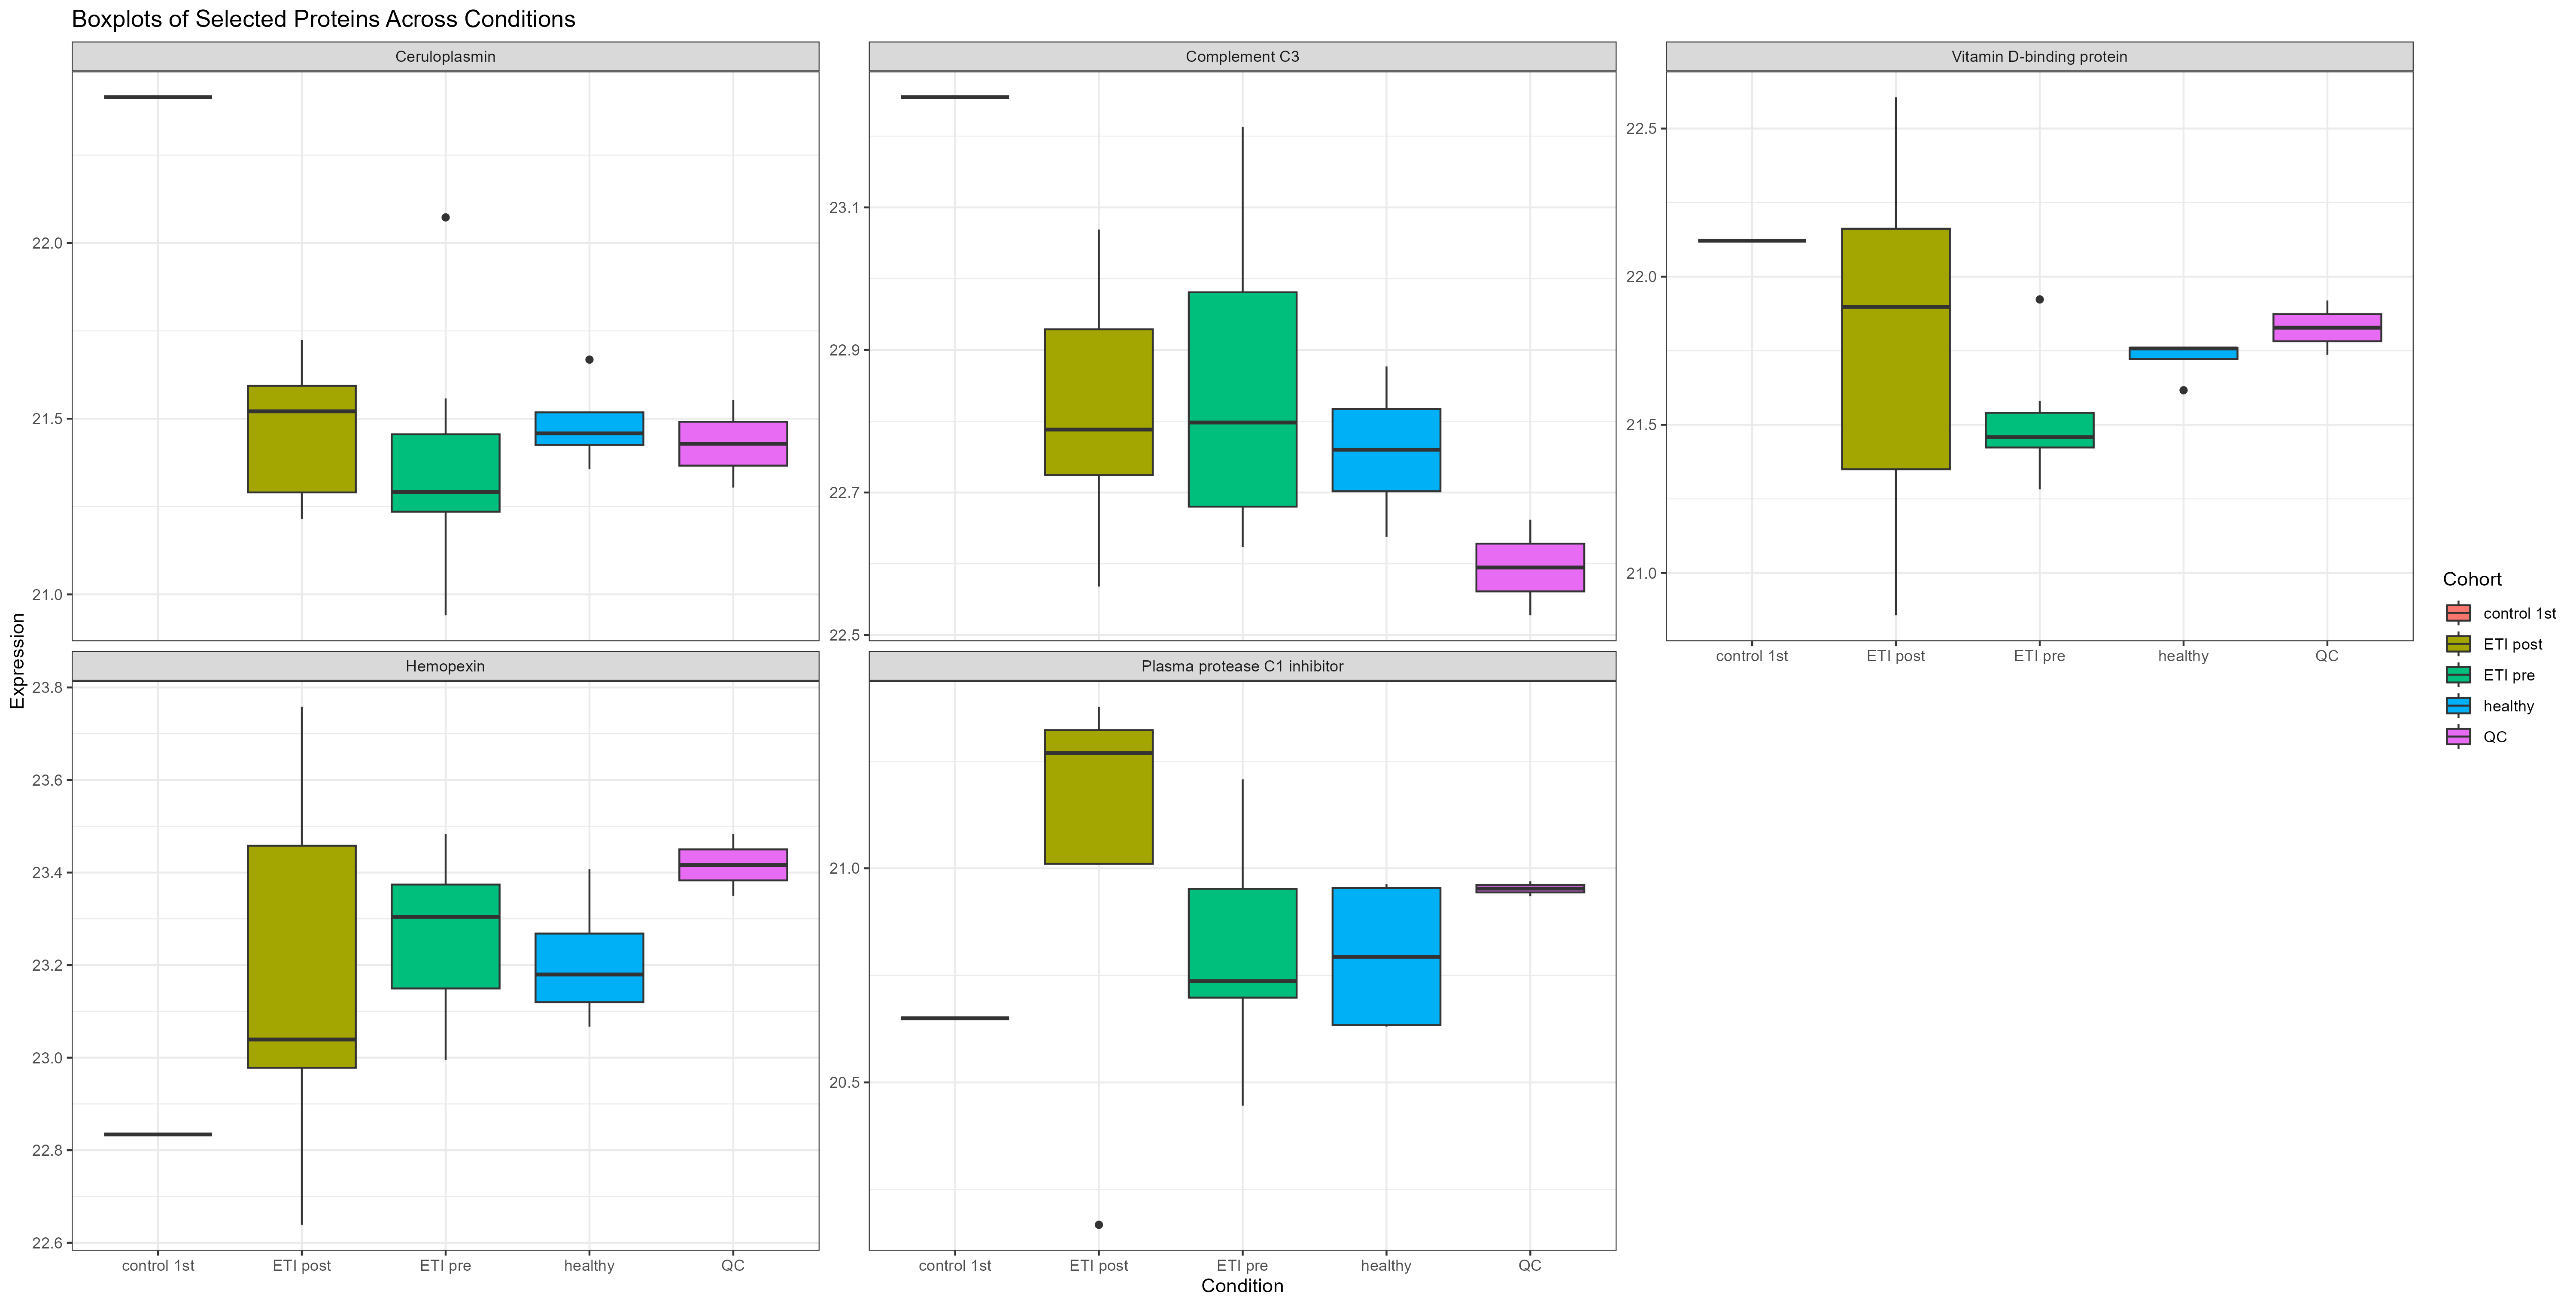 Boxplots of Selected Proteins Across Conditions
Ceruloplasmin
Complement C3
Vitamin D-binding protein
22.0
21.5
21.0
23.1
22.9
22.7
22.5
22.5
22.0
21.5
21.0
control 1st
ETI post
ETI pre
healthy
QC
Expression
Hemopexin
Plasma protease C1 inhibitor
23.8
23.6
23.4
23.2
23.0
22.8
22.6
21.0
20.5
control 1st
ETI post
ETI pre
healthy
QC
control 1st
ETI post
ETI pre
healthy
QC
Condition
Cohort
control 1st
ETI post
ETI pre
healthy
QC